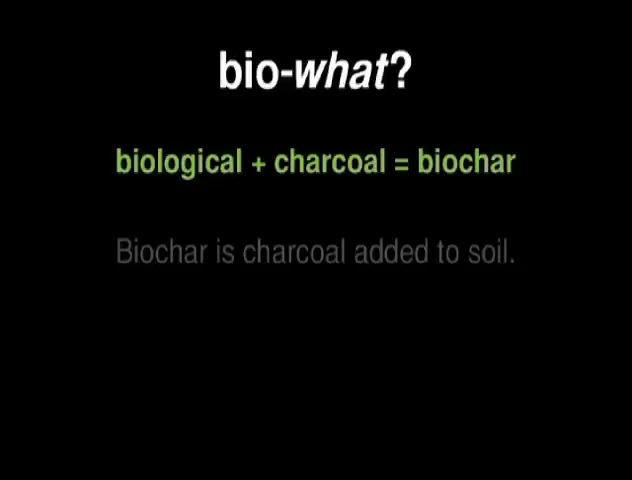 bio-what?
biological + charcoal = biochar
Biochar is charcoal added to soil.